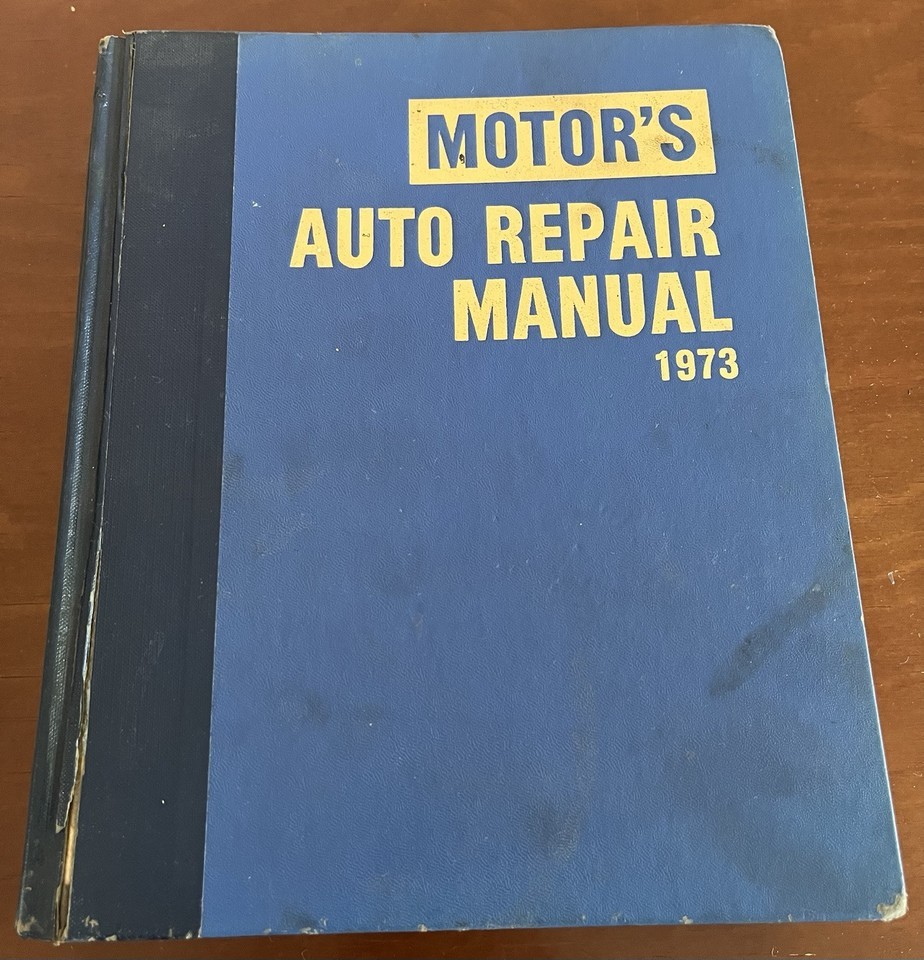 MOTOR'S
AUTO REPAIR
MANUAL
1973